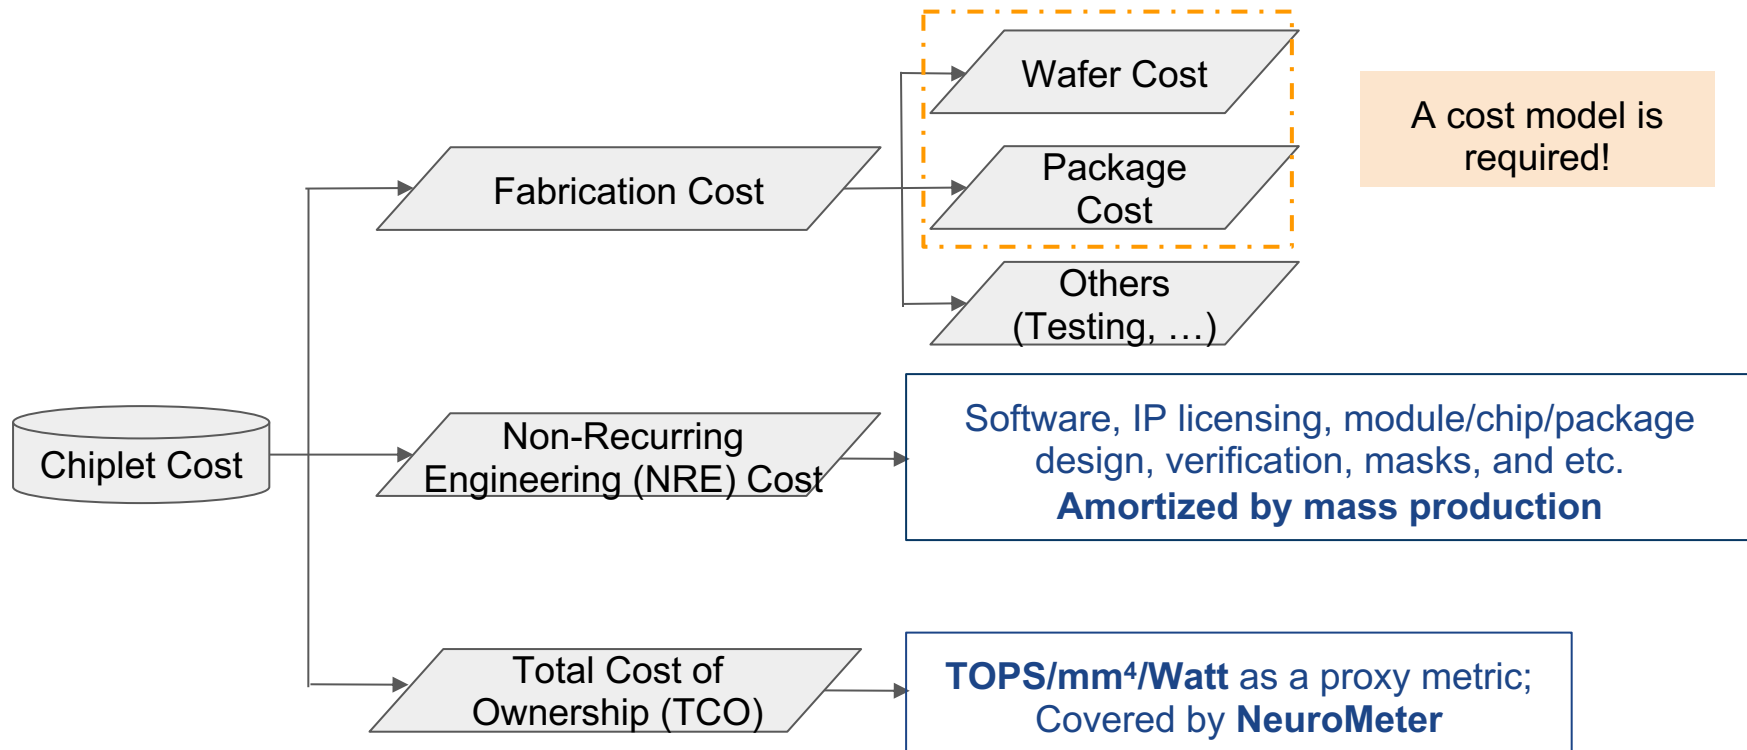 Wafer Cost
A cost model is
required!
Package
Cost
Fabrication Cost
Others
(Testing, …)
Non-Recurring
Engineering (NRE) Cost
Software, IP licensing, module/chip/package
design, verification, masks, and etc.
Amortized by mass production
Chiplet Cost
Total Cost of
Ownership (TCO)
TOPS/mm⁴/Watt as a proxy metric;
Covered by NeuroMeter